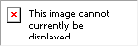 This image cannot
currently be
displayed.